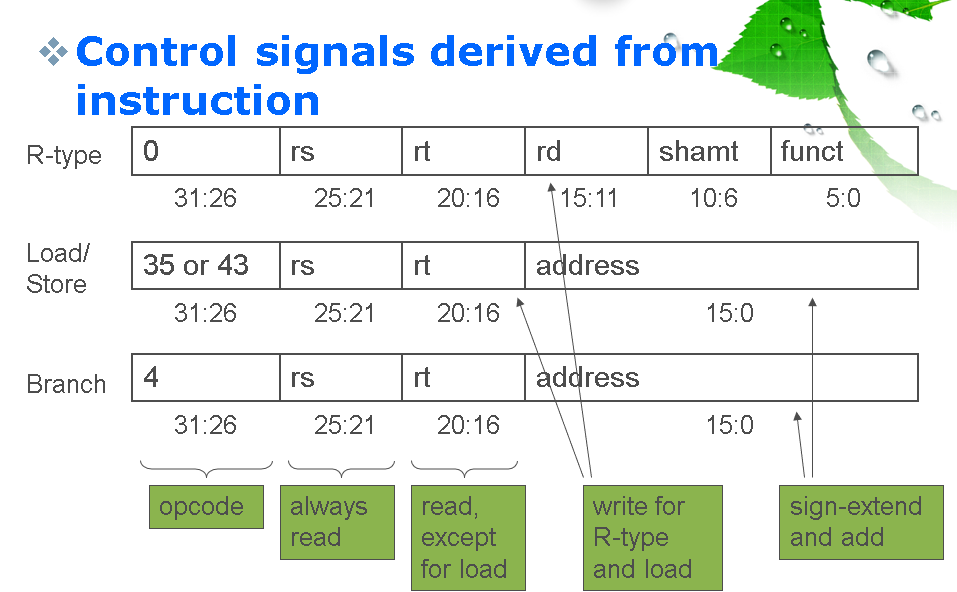 Control signals derived from
instruction
R-type 0 rs rt rd shamt funct
31:26 25:21 20:16 15:11 10:6 5:0
Load/
Store
35 or 43 rs rt address
31:26 25:21 20:16 15:0
Branch 4 rs rt address
31:26 25:21 20:16 15:0
opcode
always
read
read,
except
for load
write for
R-type
and load
sign-extend
and add